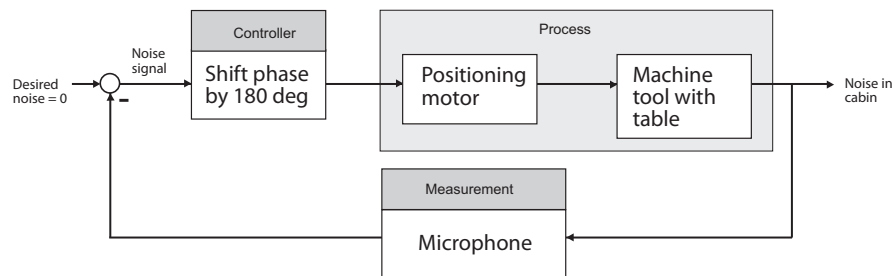 Controller
Process
Noise
signal
Shift phase
by 180 deg
Positioning
motor
Machine
tool with
table
Desired
noise = 0
-
Noise in
cabin
Measurement
Microphone